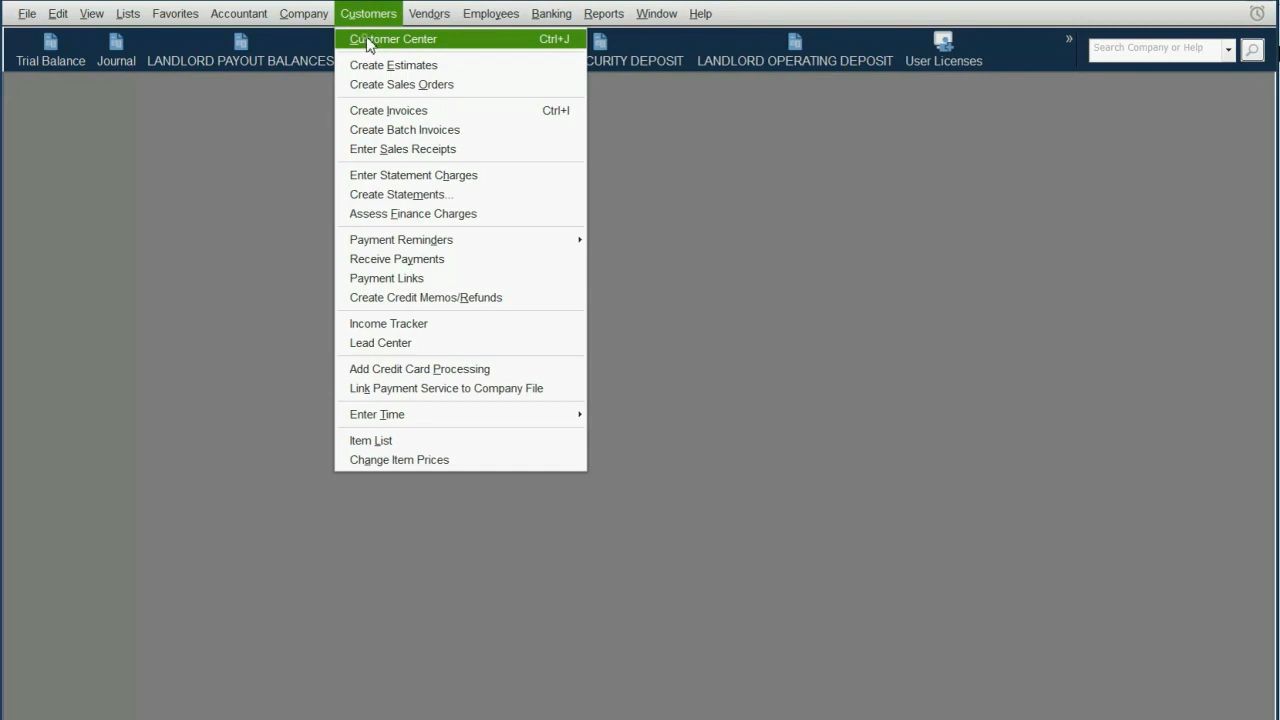 File Edit View Lists Favorites Accountant Company Customers Vendors Employees Banking Reports Window Help
Trial Balance Journal LANDLORD PAYOUT BALANCES CURITY DEPOSIT LANDLORD OPERATING DEPOSIT User Licenses » Search Company or Help
Customer Center Ctrl+J
Create Estimates
Create Sales Orders
Create Invoices Ctrl+I
Create Batch Invoices
Enter Sales Receipts
Enter Statement Charges
Create Statements...
Assess Finance Charges
Payment Reminders
Receive Payments
Payment Links
Create Credit Memos/Refunds
Income Tracker
Lead Center
Add Credit Card Processing
Link Payment Service to Company File
Enter Time
Item List
Change Item Prices